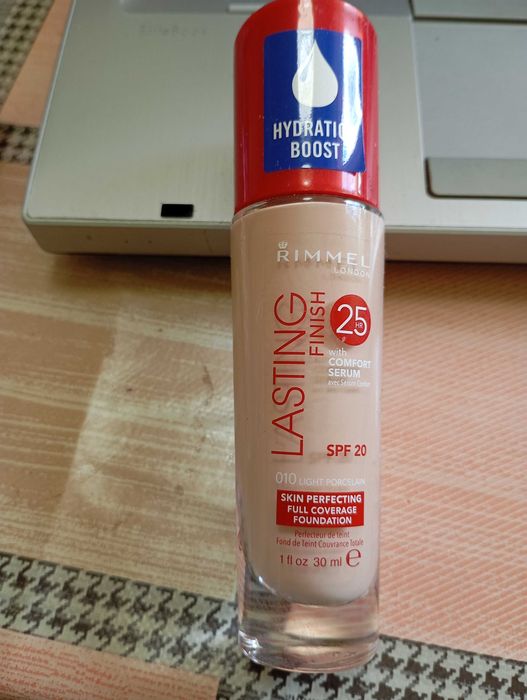 EliteBook
HYDRATIO
BOOST
RIMMEL
LONDON
LASTING
FINISH
25
HR
with
COMFORT
SERUM
avec Sérum Confort
SPF 20
010 LIGHT PORCELAIN
SKIN PERFECTING
FULL COVERAGE
FOUNDATION
Perfecteur de teint
Fond de Teint Couvrance Totale
1 fl oz 30 ml e